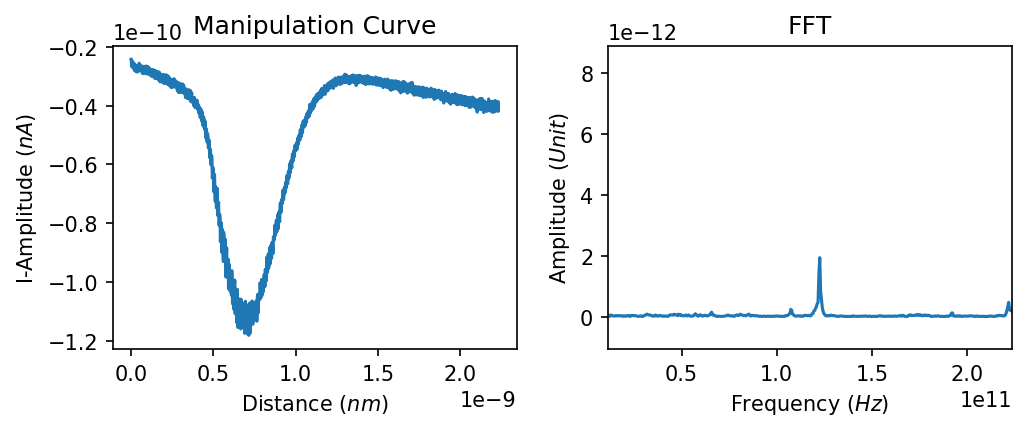 Manipulation Curve
1e−10
−0.2
−0.4
−0.6
−0.8
−1.0
−1.2
I-Amplitude (nA)
0.0 0.5 1.0 1.5 2.0
1e−9
Distance (nm)
FFT
1e−12
8
6
4
2
0
Amplitude (Unit)
0.5 1.0 1.5 2.0
1e11
Frequency (Hz)